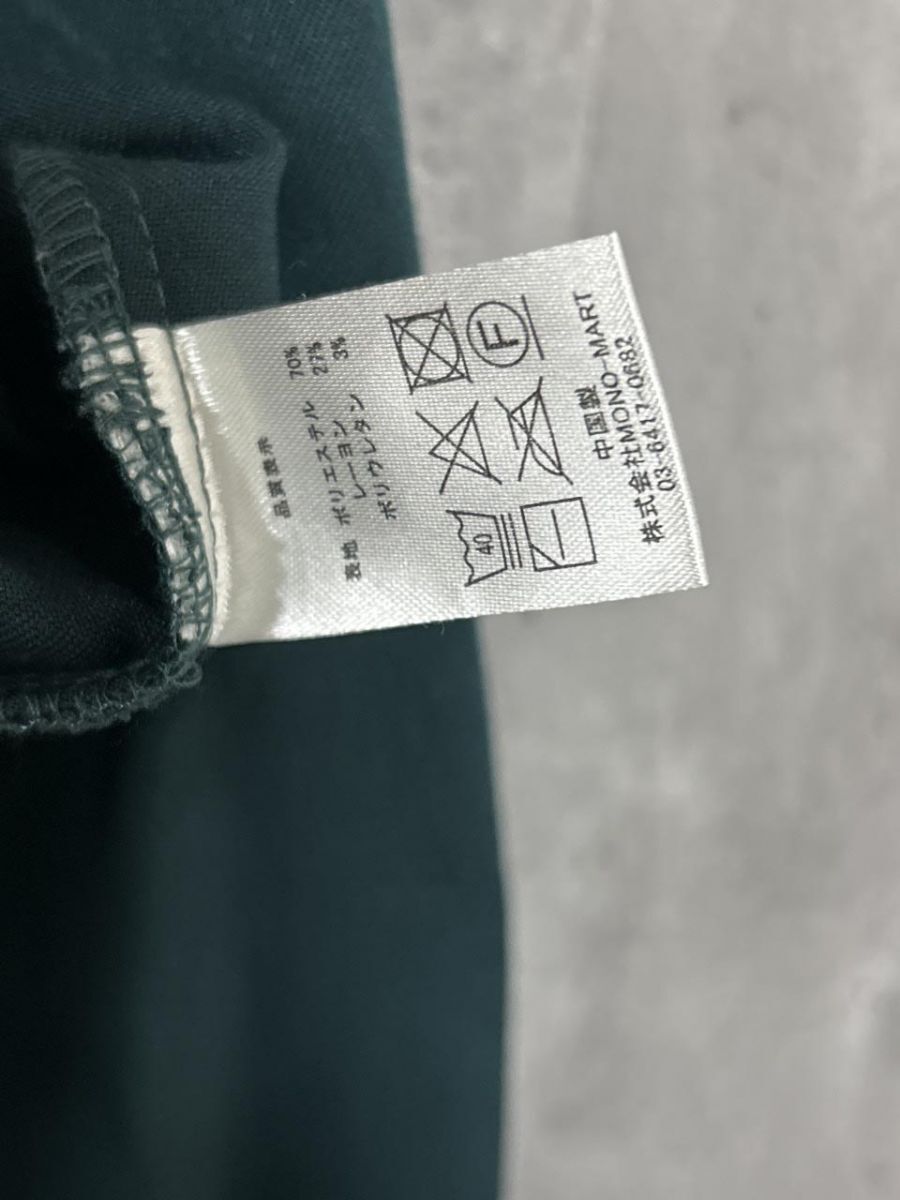 品質表示
表地 ポリエステル 70%
レーヨン 27%
ポリウレタン 3%
40
F
中国製
株式会社MONO-MART
03-6417-0682